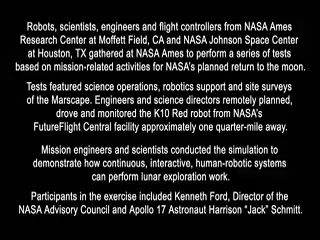 Robots, scientists, engineers and flight controllers from NASA Ames
Research Center at Moffett Field, CA and NASA Johnson Space Center
at Houston, TX gathered at NASA Ames to perform a series of tests
based on mission-related activities for NASA's planned return to the moon.
Tests featured science operations, robotics support and site surveys
of the Marscape. Engineers and science directors remotely planned,
drove and monitored the K10 Red robot from NASA's
FutureFlight Central facility approximately one quarter-mile away.
Mission engineers and scientists conducted the simulation to
demonstrate how continuous, interactive, human-robotic systems
can perform lunar exploration work.
Participants in the exercise included Kenneth Ford, Director of the
NASA Advisory Council and Apollo 17 Astronaut Harrison "Jack" Schmitt.